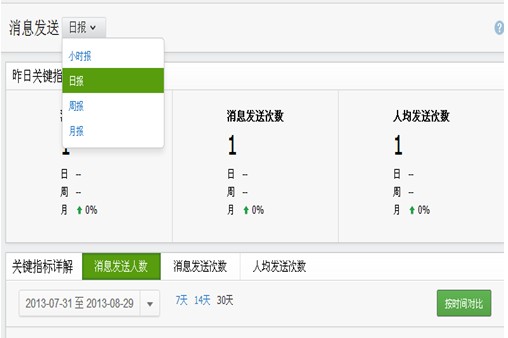 消息发送 日报
?
小时报
日报
周报
月报
昨日关键指
消息发送次数
人均发送次数
1 1 1
日 -- 日 -- 日 --
周 -- 周 -- 周 --
月 0% 月 0% 月 0%
关键指标详解 消息发送人数 消息发送次数 人均发送次数
2013-07-31 至 2013-08-29 7天 14天 30天 按时间对比